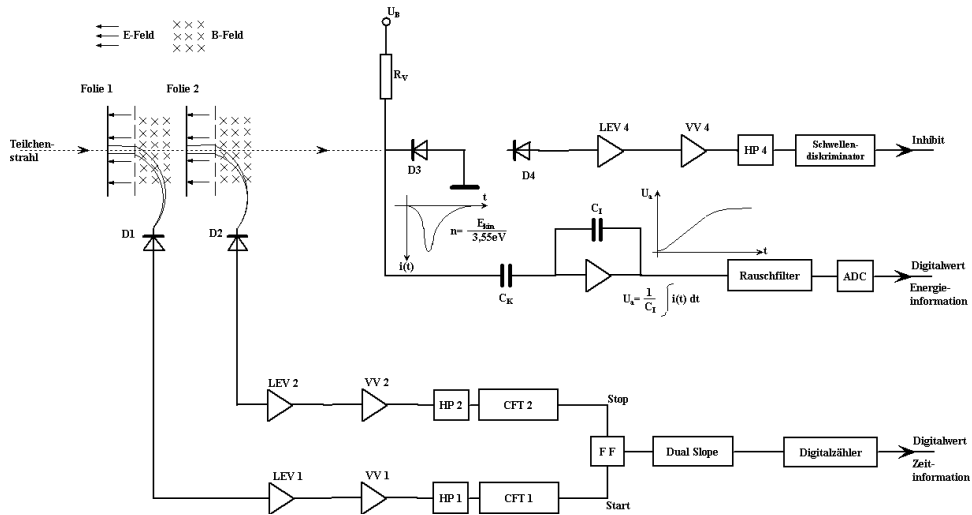 U_B
E-Feld
B-Feld
R_V
Folie 1
Folie 2
LEV 4
VV 4
Teilchen-
strahl
HP 4
Schwellen-
diskriminator
Inhibit
D3
D4
t
U_a
C_I
D1
D2
n= E_kin
3,55eV
i(t)
t
Rauschfilter
ADC
Digitalwert
Energie-
information
C_K
U_a= 1/C_I ∫ i(t) dt
LEV 2
VV 2
HP 2
CFT 2
Stop
F F
Dual Slope
Digitalzähler
Digitalwert
Zeit-
information
LEV 1
VV 1
HP 1
CFT 1
Start